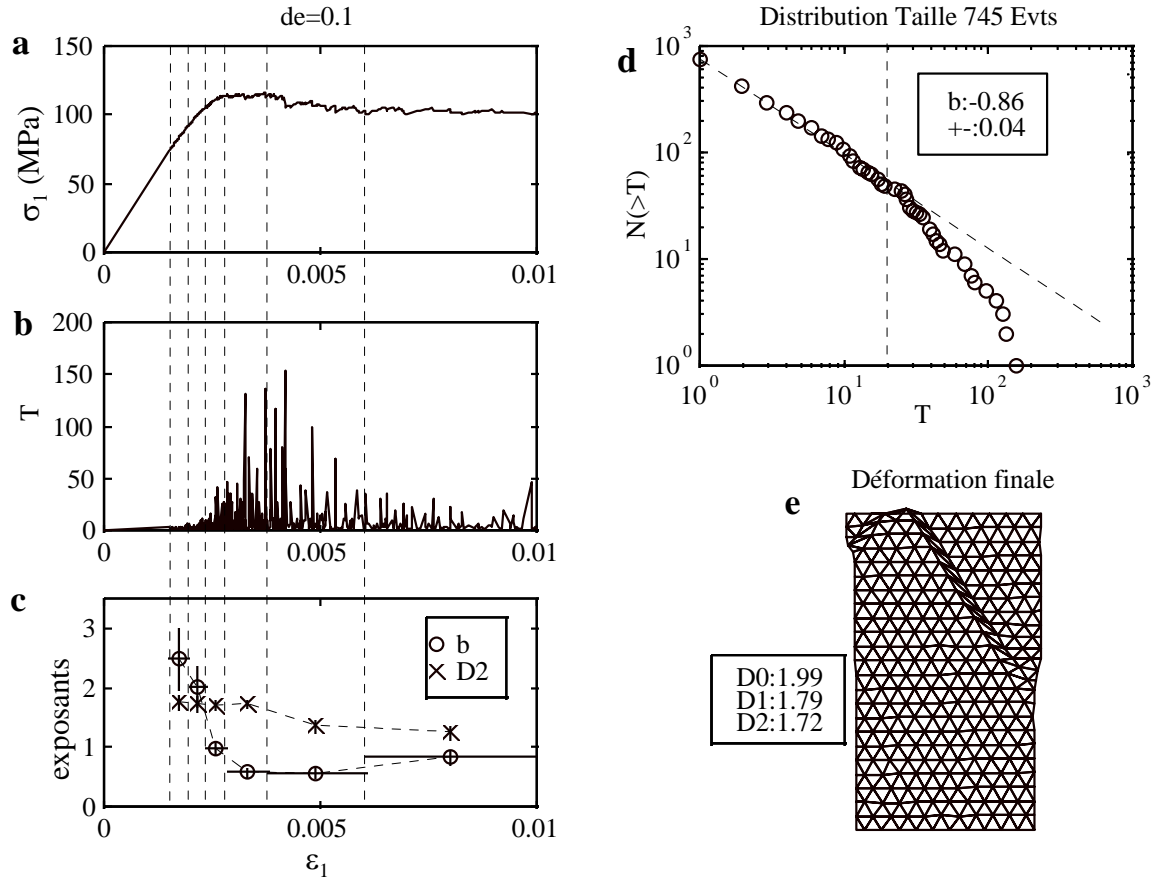 de=0.1
a
150
100
50
0
σ1 (MPa)
0 0.005 0.01
b
200
150
100
50
0
T
0 0.005 0.01
c
3
2
1
0
exposants
b
D2
0 0.005 0.01
ε1
Distribution Taille 745 Evts
d
10^3
10^2
10^1
10^0
N(>T)
b:-0.86
+-:0.04
10^0 10^1 10^2 10^3
T
Déformation finale
e
D0:1.99
D1:1.79
D2:1.72